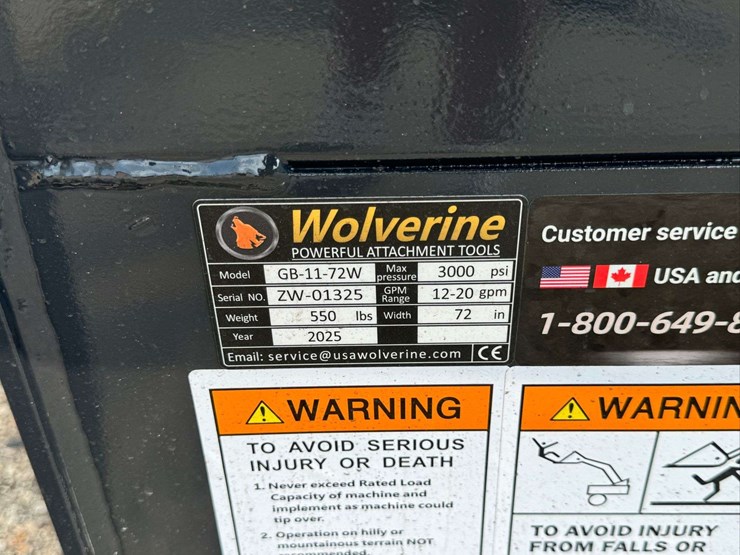 Wolverine
POWERFUL ATTACHMENT TOOLS
Model GB-11-72W Max pressure 3000 psi
Serial NO. ZW-01325 GPM Range 12-20 gpm
Weight 550 lbs Width 72 in
Year 2025
Email: service@usawolverine.com CE
Customer service
USA and
1-800-649-8
WARNING
TO AVOID SERIOUS
INJURY OR DEATH
1. Never exceed Rated Load
Capacity of machine and
implement as machine could
tip over.
2. Operation on hilly or
mountainous terrain NOT
recommended.
WARNIN
TO AVOID INJURY
FROM FALLS OR